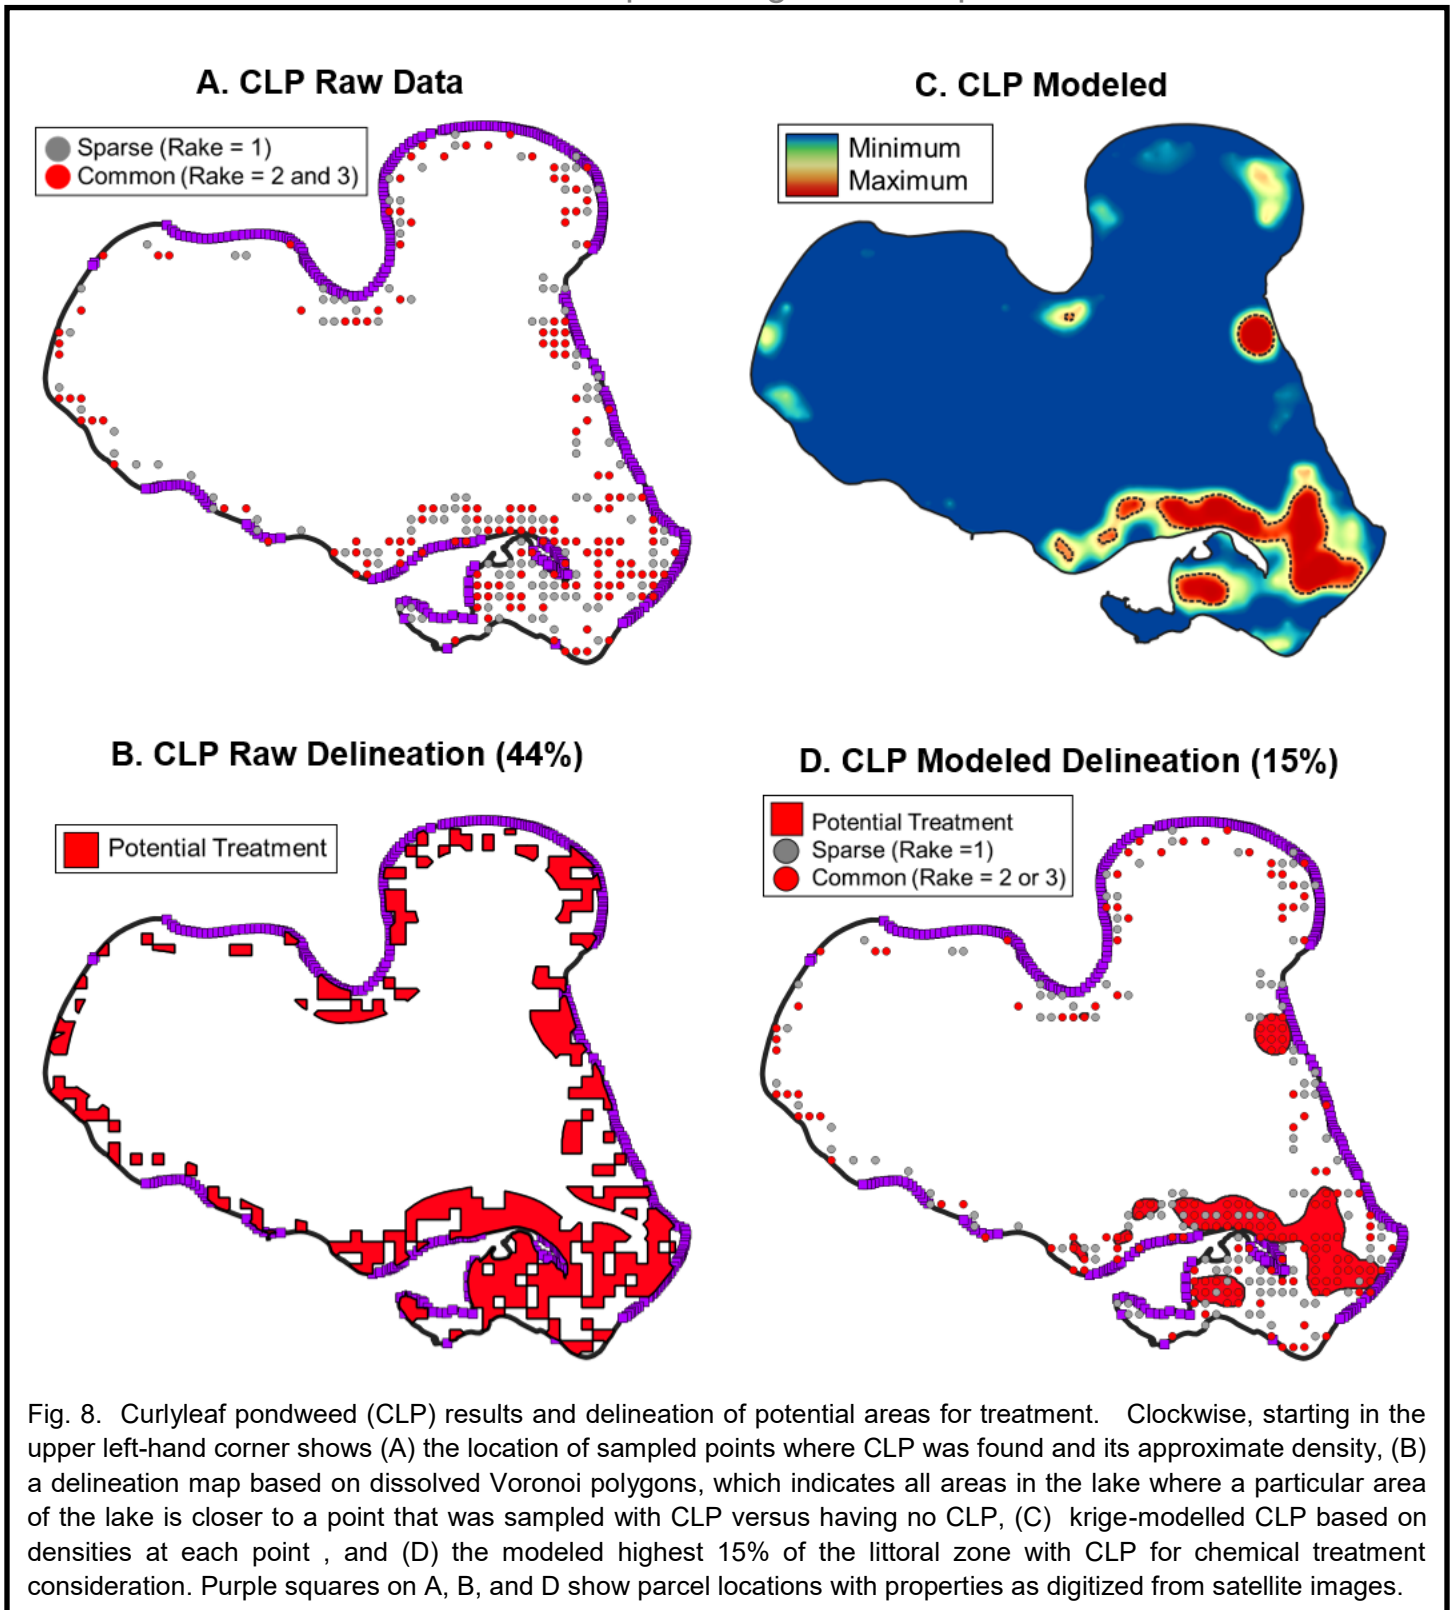 A. CLP Raw Data
Sparse (Rake = 1)
Common (Rake = 2 and 3)
C. CLP Modeled
Minimum
Maximum
B. CLP Raw Delineation (44%)
Potential Treatment
D. CLP Modeled Delineation (15%)
Potential Treatment
Sparse (Rake =1)
Common (Rake = 2 or 3)
Fig. 8. Curlyleaf pondweed (CLP) results and delineation of potential areas for treatment. Clockwise, starting in the
upper left-hand corner shows (A) the location of sampled points where CLP was found and its approximate density, (B)
a delineation map based on dissolved Voronoi polygons, which indicates all areas in the lake where a particular area
of the lake is closer to a point that was sampled with CLP versus having no CLP, (C) krige-modelled CLP based on
densities at each point , and (D) the modeled highest 15% of the littoral zone with CLP for chemical treatment
consideration. Purple squares on A, B, and D show parcel locations with properties as digitized from satellite images.